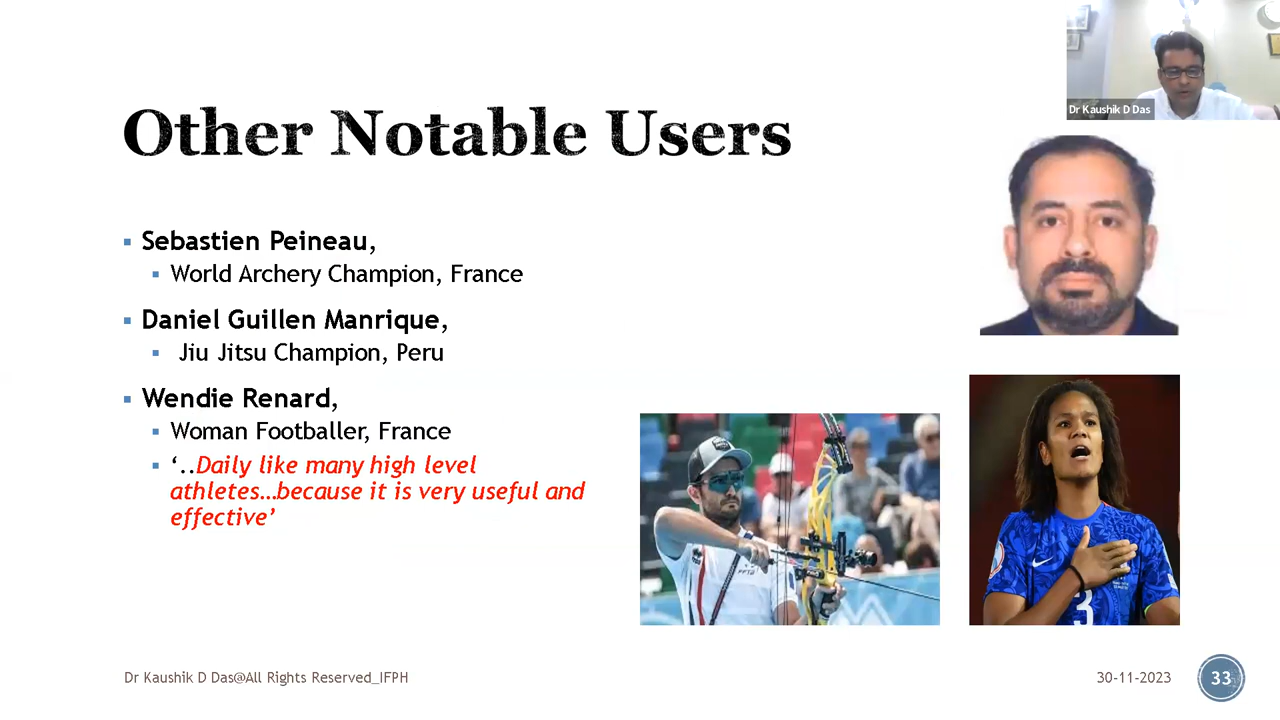 Dr Kaushik D Das
Other Notable Users
Sebastien Peineau,
World Archery Champion, France
Daniel Guillen Manrique,
Jiu Jitsu Champion, Peru
Wendie Renard,
Woman Footballer, France
‘..Daily like many high level
athletes…because it is very useful and
effective’
3
Dr Kaushik D Das@All Rights Reserved_IFPH
30-11-2023
33